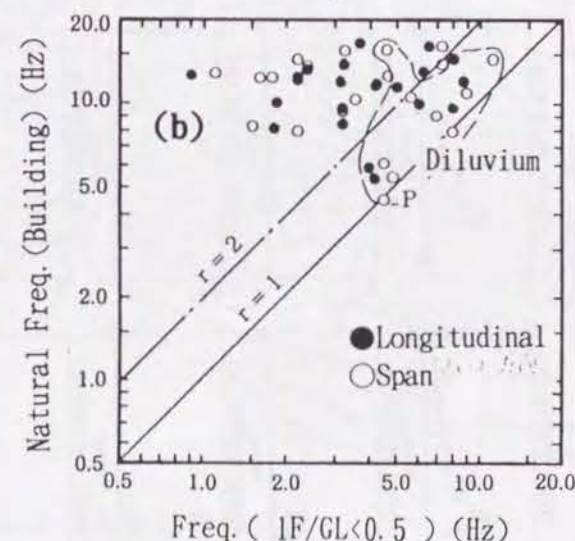 20.0
10.0
5.0
2.0
1.0
0.5
Natural Freq. (Building) (Hz)
(b)
Diluvium
P
r=2
r=1
●Longitudinal
○Span
0.5 1.0 2.0 5.0 10.0 20.0
Freq. ( 1F/GL<0.5 ) (Hz)